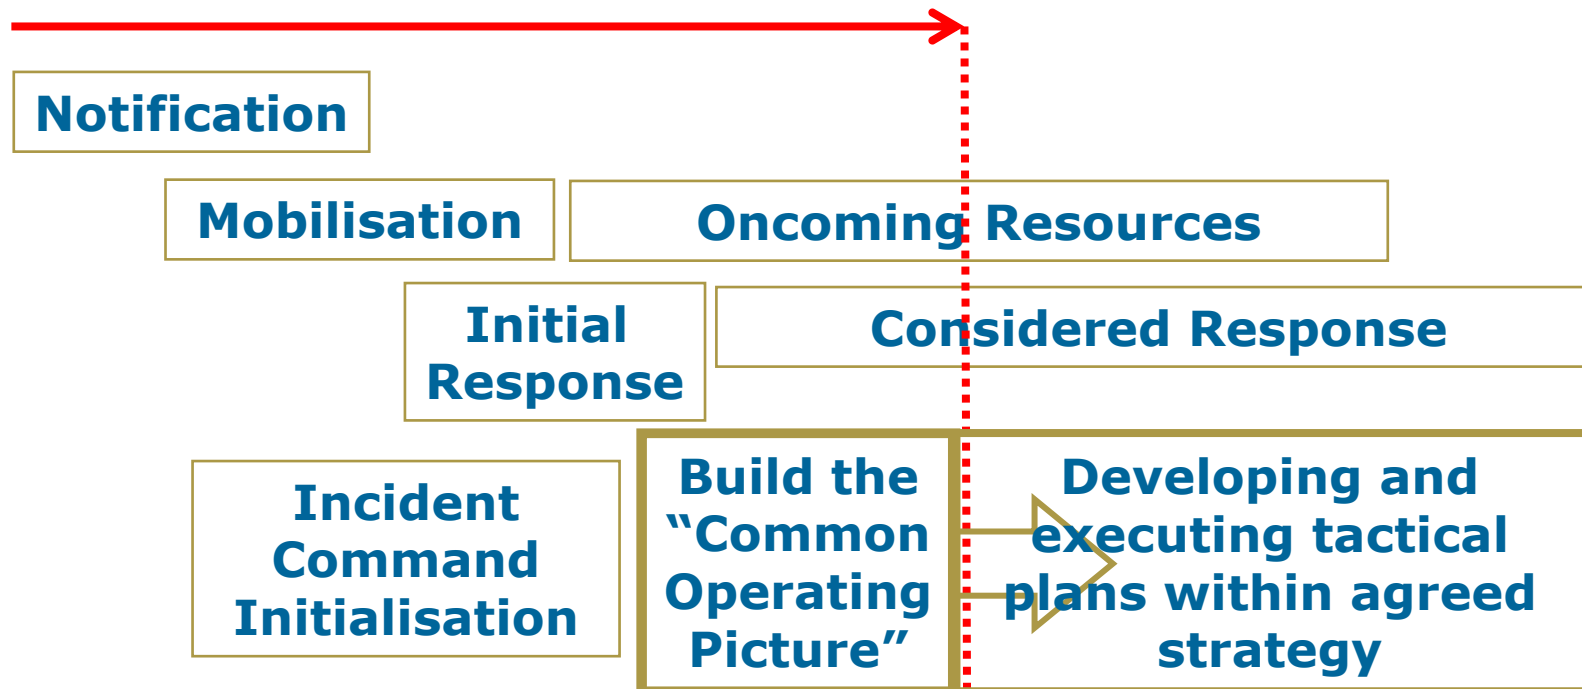 Notification
Mobilisation
Oncoming Resources
Initial
Response
Considered Response
Incident
Command
Initialisation
Build the
“Common
Operating
Picture”
Developing and
executing tactical
plans within agreed
strategy